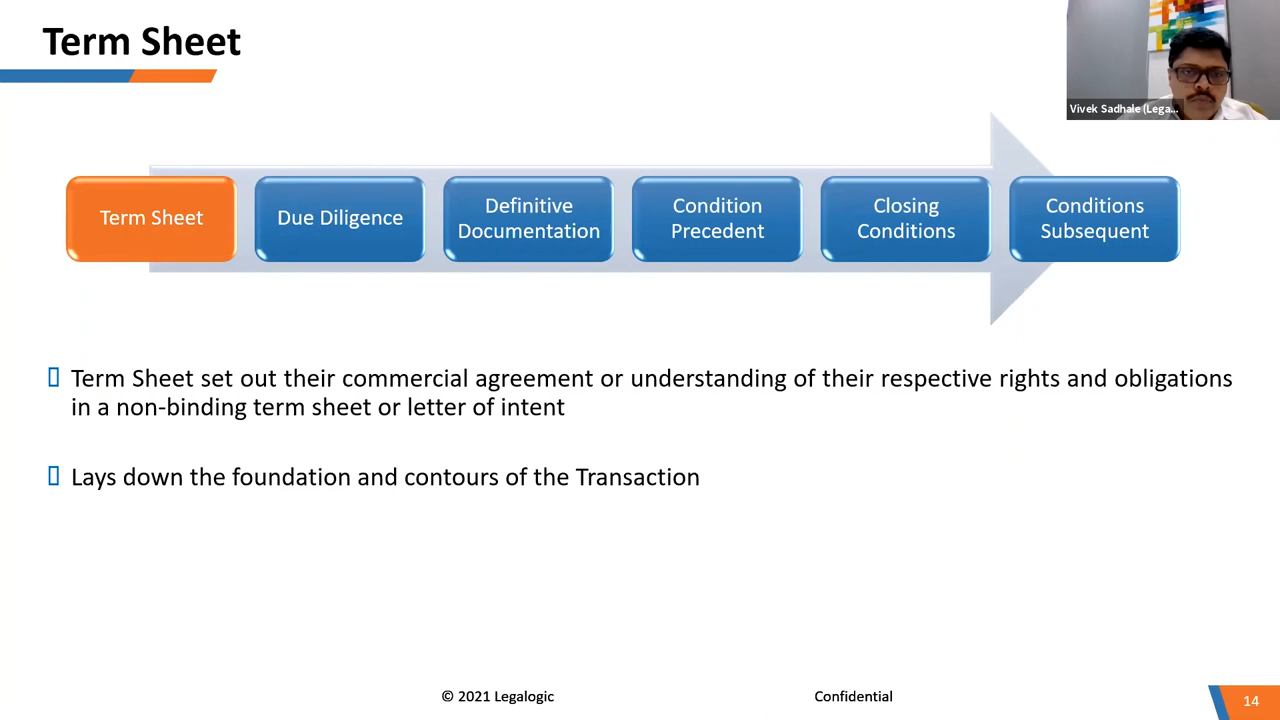 Term Sheet
Vivek Sadhale (Lega...
Term Sheet
Due Diligence
Definitive
Documentation
Condition
Precedent
Closing
Conditions
Conditions
Subsequent
Term Sheet set out their commercial agreement or understanding of their respective rights and obligations
in a non-binding term sheet or letter of intent
Lays down the foundation and contours of the Transaction
© 2021 Legalogic
Confidential
14